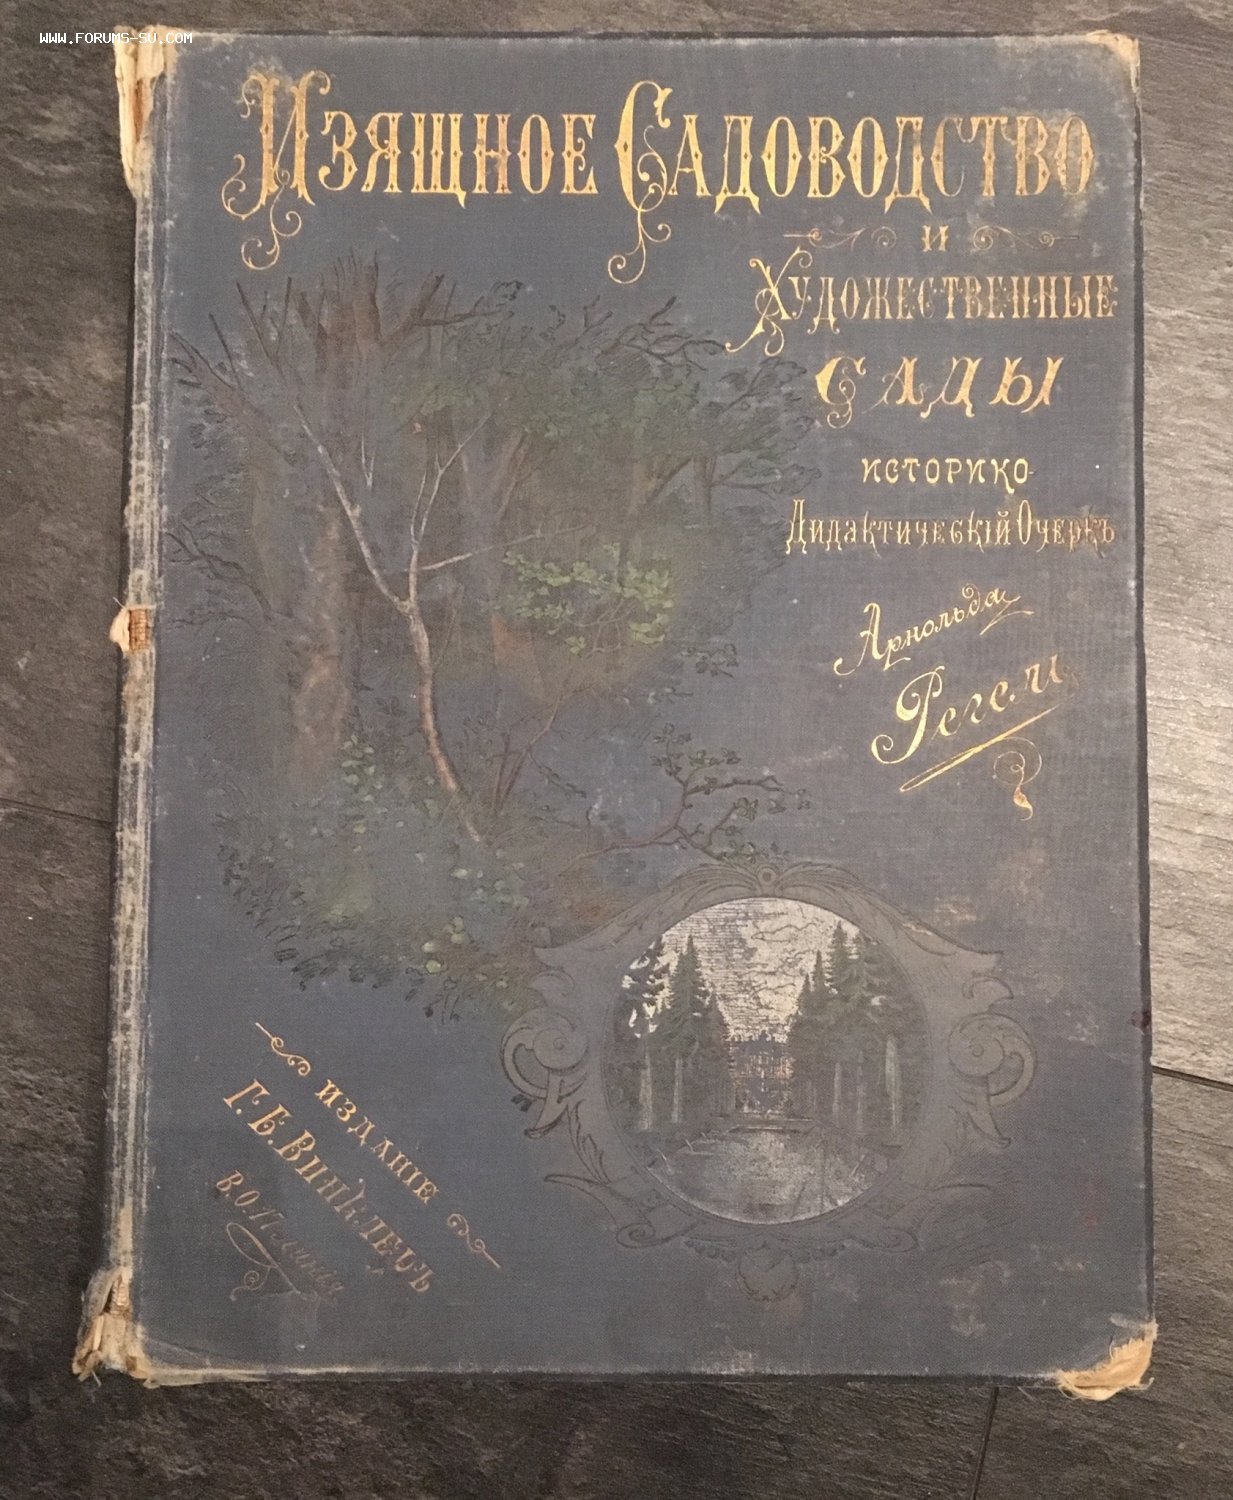 WWW.FORUMS-SU.COM
Изящное Садоводство
и
Художественные
Сады
историко-
Дидактическій Очеркъ
Арнольда
Регеля
изданіе
Г. Б. Винклеръ
В. О.